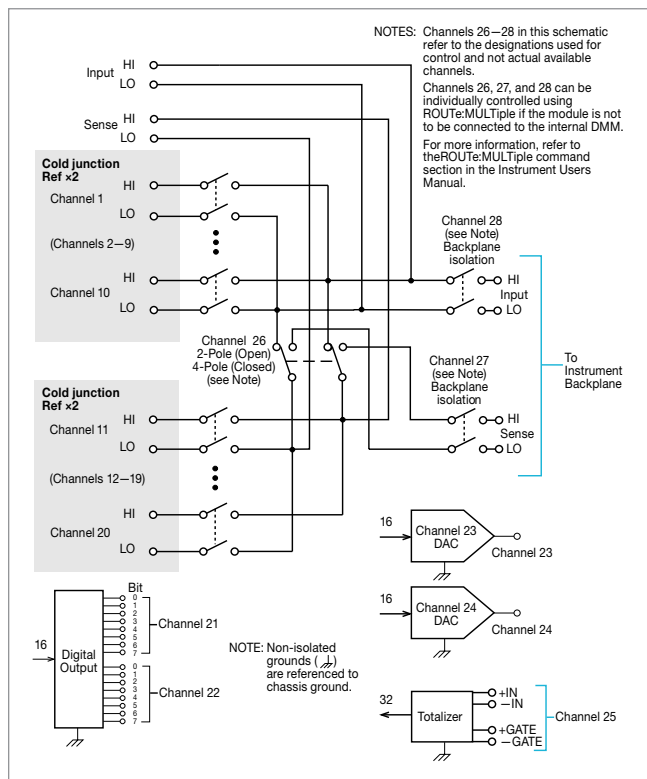 NOTES: Channels 26—28 in this schematic
refer to the designations used for
control and not actual available
channels.
Channels 26, 27, and 28 can be
individually controlled using
ROUTe:MULTiple if the module is not
to be connected to the internal DMM.
For more information, refer to
theROUTe:MULTiple command
section in the Instrument Users
Manual.
Input
HI
LO
Sense
HI
LO
Cold junction
Ref ×2
Channel 1
HI
LO
(Channels 2—9)
Channel 10
HI
LO
Channel 28
(see Note)
Backplane
isolation
HI
Input
LO
Channel 26
2-Pole (Open)
4-Pole (Closed)
(see Note)
Channel 27
(see Note)
Backplane
isolation
HI
Sense
LO
To
Instrument
Backplane
Cold junction
Ref ×2
Channel 11
HI
LO
(Channels 12—19)
Channel 20
HI
LO
16
Channel 23
DAC
Channel 23
16
Channel 24
DAC
Channel 24
Bit
16
Digital
Output
0
1
2
3
4
5
6
7
Channel 21
0
1
2
3
4
5
6
7
Channel 22
NOTE: Non-isolated
grounds ( )
are referenced to
chassis ground.
32
Totalizer
+IN
—IN
+GATE
—GATE
Channel 25